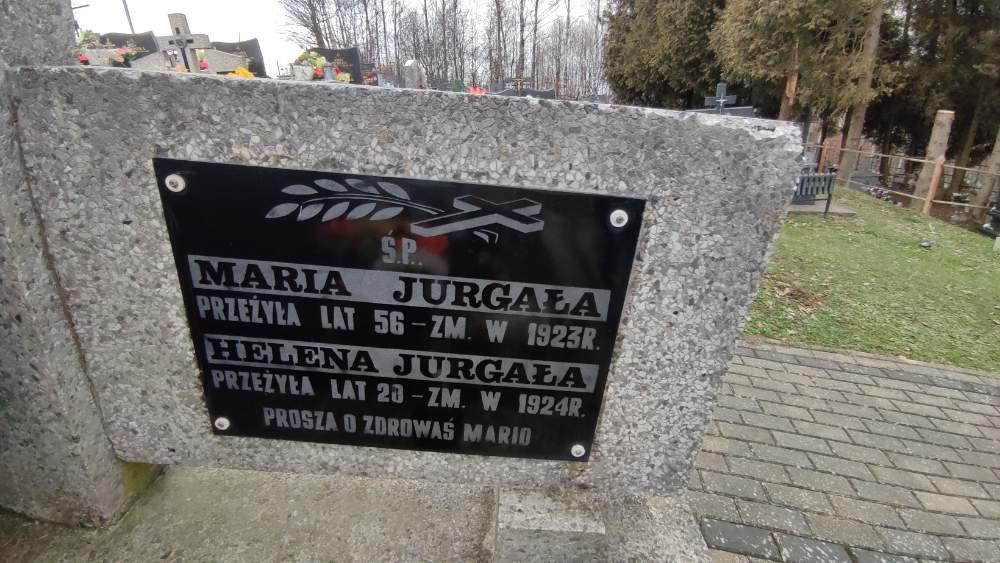 Ś.P.
MARIA JURGAŁA
PRZEŻYŁA LAT 56 – ZM. W 1923R.
HELENA JURGAŁA
PRZEŻYŁA LAT 20 – ZM. W 1924R.
PROSZA O ZDROWAŚ MARIO